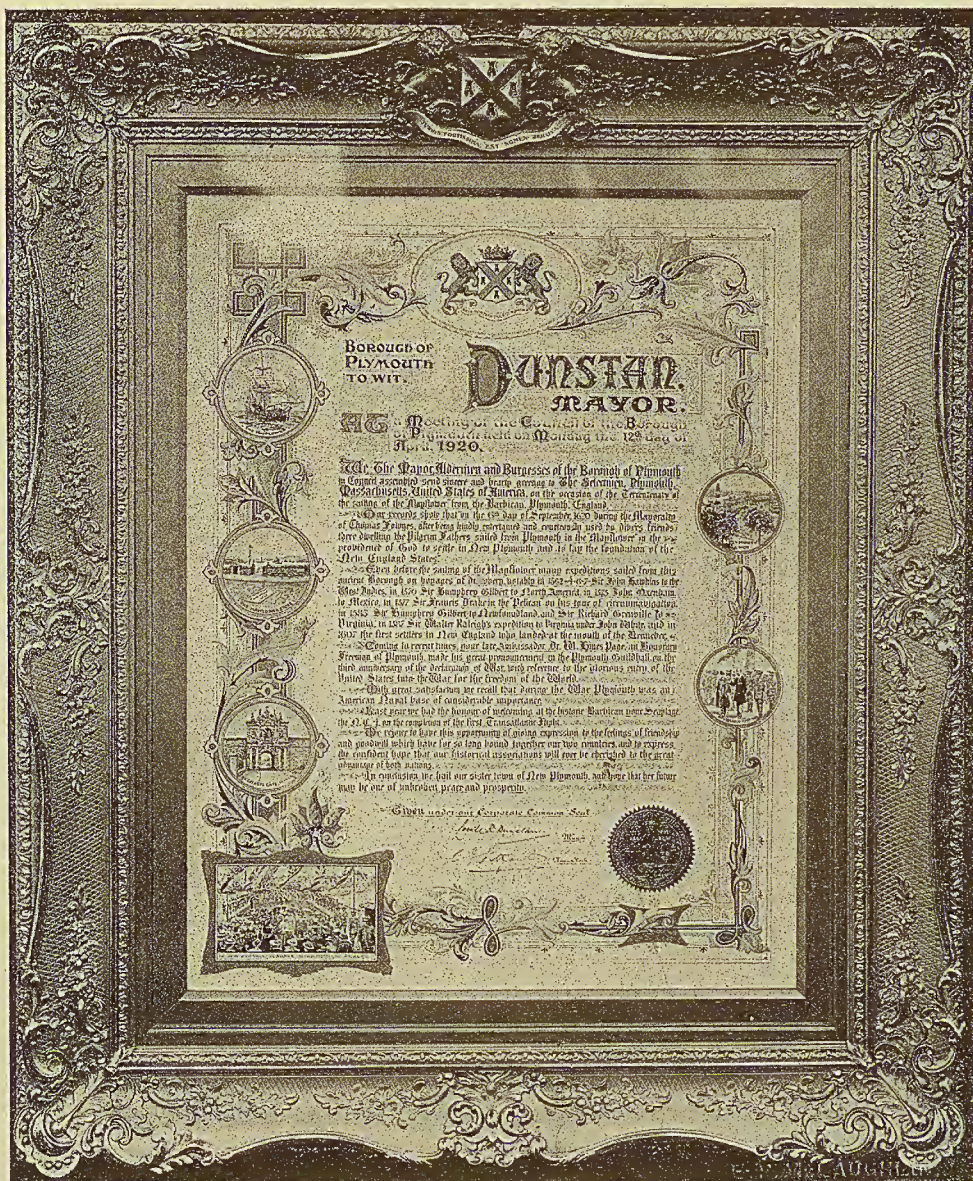 TURRIS FORTISSIMA EST NOMEN JEHOVA
BOROUGH OF
PLYMOUTH
TO WIT.
DUNSTAN.
MAYOR.
AT a Meeting of the Council of the Borough
of Plymouth held on Monday the 12th day of
April 1920.
We, The Mayor, Aldermen and Burgesses of the Borough of Plymouth
in Council assembled send sincere and hearty greeting to The Selectmen, Plymouth,
Massachusetts, United States of America, on the occasion of the Tercentenary of
the sailing of the Mayflower from the Barbican, Plymouth, England.
Our records show that on the day of September, 1620 during the Mayoralty
of Thomas Fownes, after being kindly entertained and courteously used by divers friends
there dwelling the Pilgrim Fathers sailed from Plymouth in the Mayflower in the
providence of God to settle in New Plymouth and to lay the foundation of the
New England States.
Even before the sailing of the Mayflower many expeditions sailed from this
ancient Borough on voyages of discovery notably in Sir John Hawkins to the
West Indies, in 1570 Sir Humphrey Gilbert to North America, in 1575 John Oxenham
to Mexico, in 1577 Sir Francis Drake in the Pelican on his tour of circumnavigation,
in 1583 Sir Humphrey Gilbert to Newfoundland and Sir Richard Grenville to
Virginia, in 1587 Sir Walter Raleigh's expedition to Virginia under John White and in
1607 the first settlers in New England who landed at the mouth of the
Coming to recent times, your late Ambassador, Dr. W. Hines Page, an Honorary
Freeman of Plymouth, made his great pronouncement in the Plymouth Guildhall on the
third anniversary of the declaration of War, with reference to the glorious entry of the
United States into the War for the freedom of the World.
With great satisfaction we recall that during the War Plymouth was an
American Naval base of considerable importance.
Last year we had the honour of welcoming at the historic Barbican your Seaplane
the N.C.4. on the completion of the first Transatlantic flight.
We rejoice to have this opportunity of giving expression to the feelings of friendship
and goodwill which have for so long bound together our two countries, and to express
the confident hope that our historical associations will ever be cherished to the great
advantage of both nations.
In conclusion, we hail our sister town of New Plymouth, and hope that her future
may be one of unbroken peace and prosperity.
Given under our Corporate Common Seal
Mayor